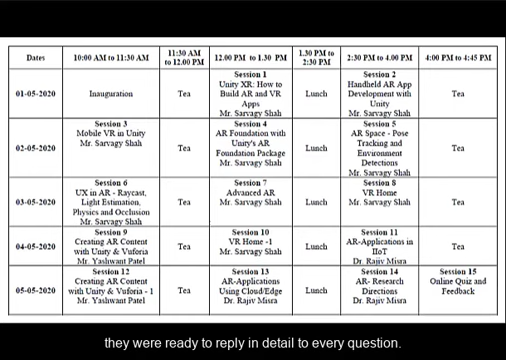 Dates
10:00 AM to 11:30 AM
11:30 AM
to 12.00 PM
12.00 PM to 1.30 PM
1.30 PM to
2:30 PM
2:30 PM to 4.00 PM
4:00 PM to 4:45 PM
01-05-2020
Inauguration
Tea
Session 1
Unity XR: How to
Build AR and VR
Apps
Mr. Sarvagy Shah
Lunch
Session 2
Handheld AR App
Development with
Unity
Mr. Sarvagy Shah
Tea
02-05-2020
Session 3
Mobile VR in Unity
Mr. Sarvagy Shah
Tea
Session 4
AR Foundation with
Unity's AR
Foundation Package
Mr. Sarvagy Shah
Lunch
Session 5
AR Space - Pose
Tracking and
Environment
Detections
Mr. Sarvagy Shah
Tea
03-05-2020
Session 6
UX in AR - Raycast,
Light Estimation,
Physics and Occlusion
Mr. Sarvagy Shah
Tea
Session 7
Advanced AR
Mr. Sarvagy Shah
Lunch
Session 8
VR Home
Mr. Sarvagy Shah
Tea
04-05-2020
Session 9
Creating AR Content
with Unity & Vuforia
Mr. Yashwant Patel
Tea
Session 10
VR Home -1
Mr. Sarvagy Shah
Lunch
Session 11
AR-Applications in
IIoT
Dr. Rajiv Misra
Tea
05-05-2020
Session 12
Creating AR Content
with Unity & Vuforia - 1
Mr. Yashwant Patel
Tea
Session 13
AR-Applications
Using Cloud/Edge
Dr. Rajiv Misra
Lunch
Session 14
AR- Research
Directions
Dr. Rajiv Misra
Session 15
Online Quiz and
Feedback
they were ready to reply in detail to every question.